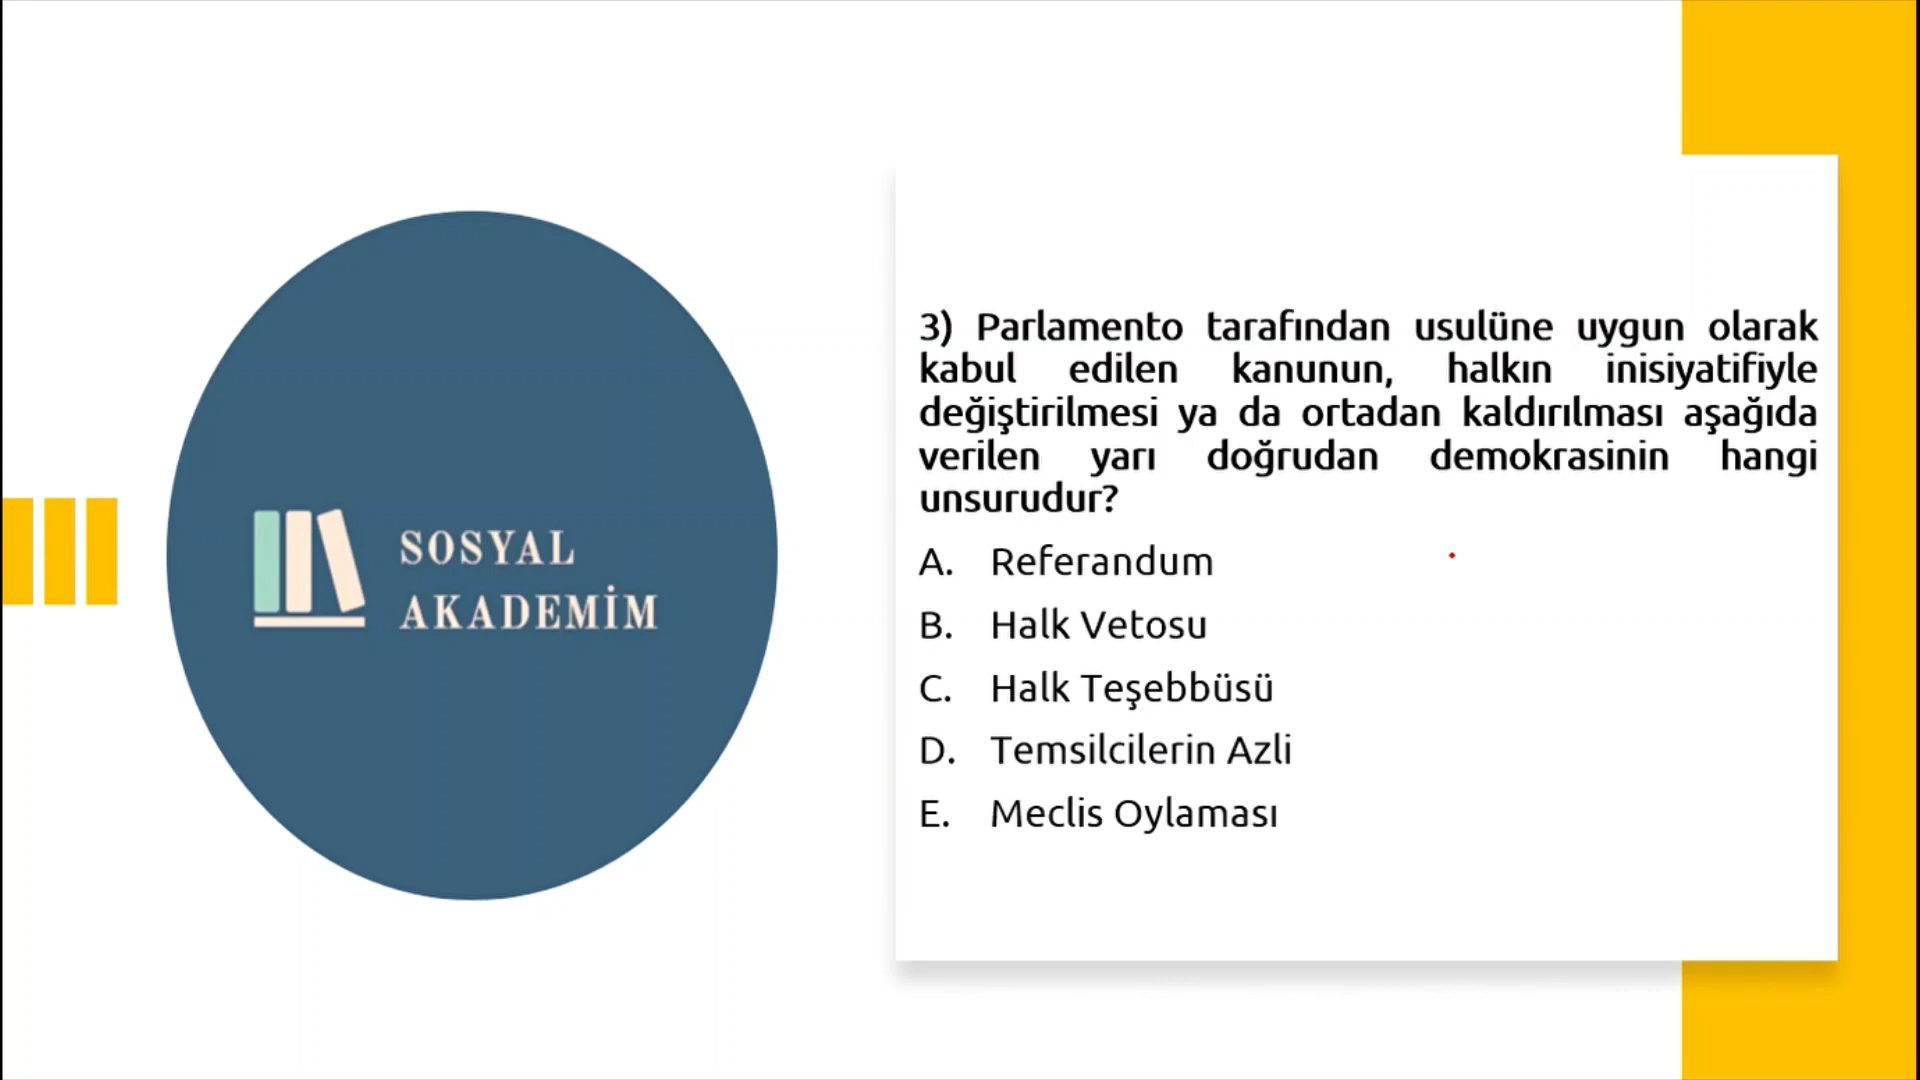 SOSYAL
AKADEMİM
3) Parlamento tarafından usulüne uygun olarak
kabul edilen kanunun, halkın inisiyatifiyle
değiştirilmesi ya da ortadan kaldırılması aşağıda
verilen yarı doğrudan demokrasinin hangi
unsurudur?
A. Referandum
B. Halk Vetosu
C. Halk Teşebbüsü
D. Temsilcilerin Azli
E. Meclis Oylaması